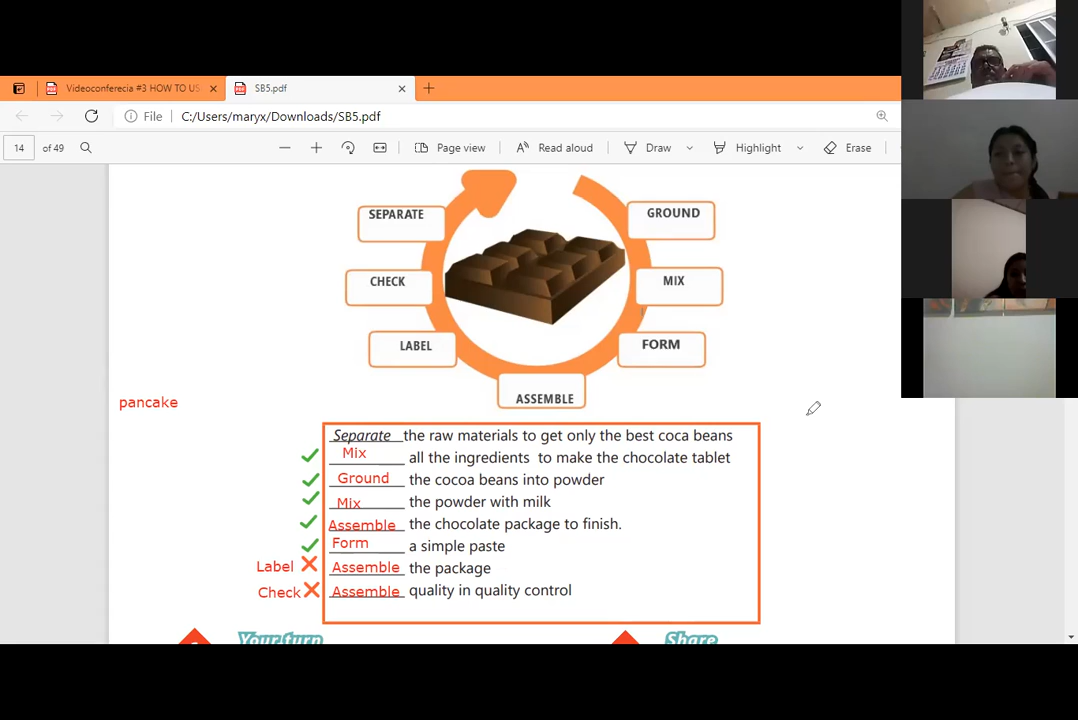 Videoconferecia #3 HOW TO US
SB5.pdf
File C:/Users/maryx/Downloads/SB5.pdf
14 of 49 Page view Read aloud Draw Highlight Erase
SEPARATE
GROUND
CHECK
MIX
LABEL
FORM
ASSEMBLE
pancake
Separate the raw materials to get only the best coca beans
Mix all the ingredients to make the chocolate tablet
Ground the cocoa beans into powder
Mix the powder with milk
Assemble the chocolate package to finish.
Form a simple paste
Label Assemble the package
Check Assemble quality in quality control
Your turn
Share